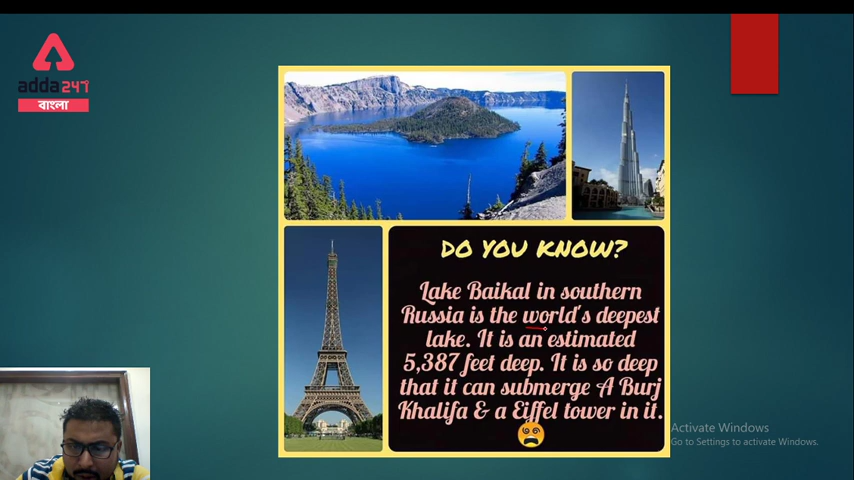 adda247
বাংলা
DO YOU KNOW?
Lake Baikal in southern
Russia is the world's deepest
lake. It is an estimated
5,387 feet deep. It is so deep
that it can submerge A Burj
Khalifa & a Eiffel tower in it.
Activate Windows
Go to Settings to activate Windows.